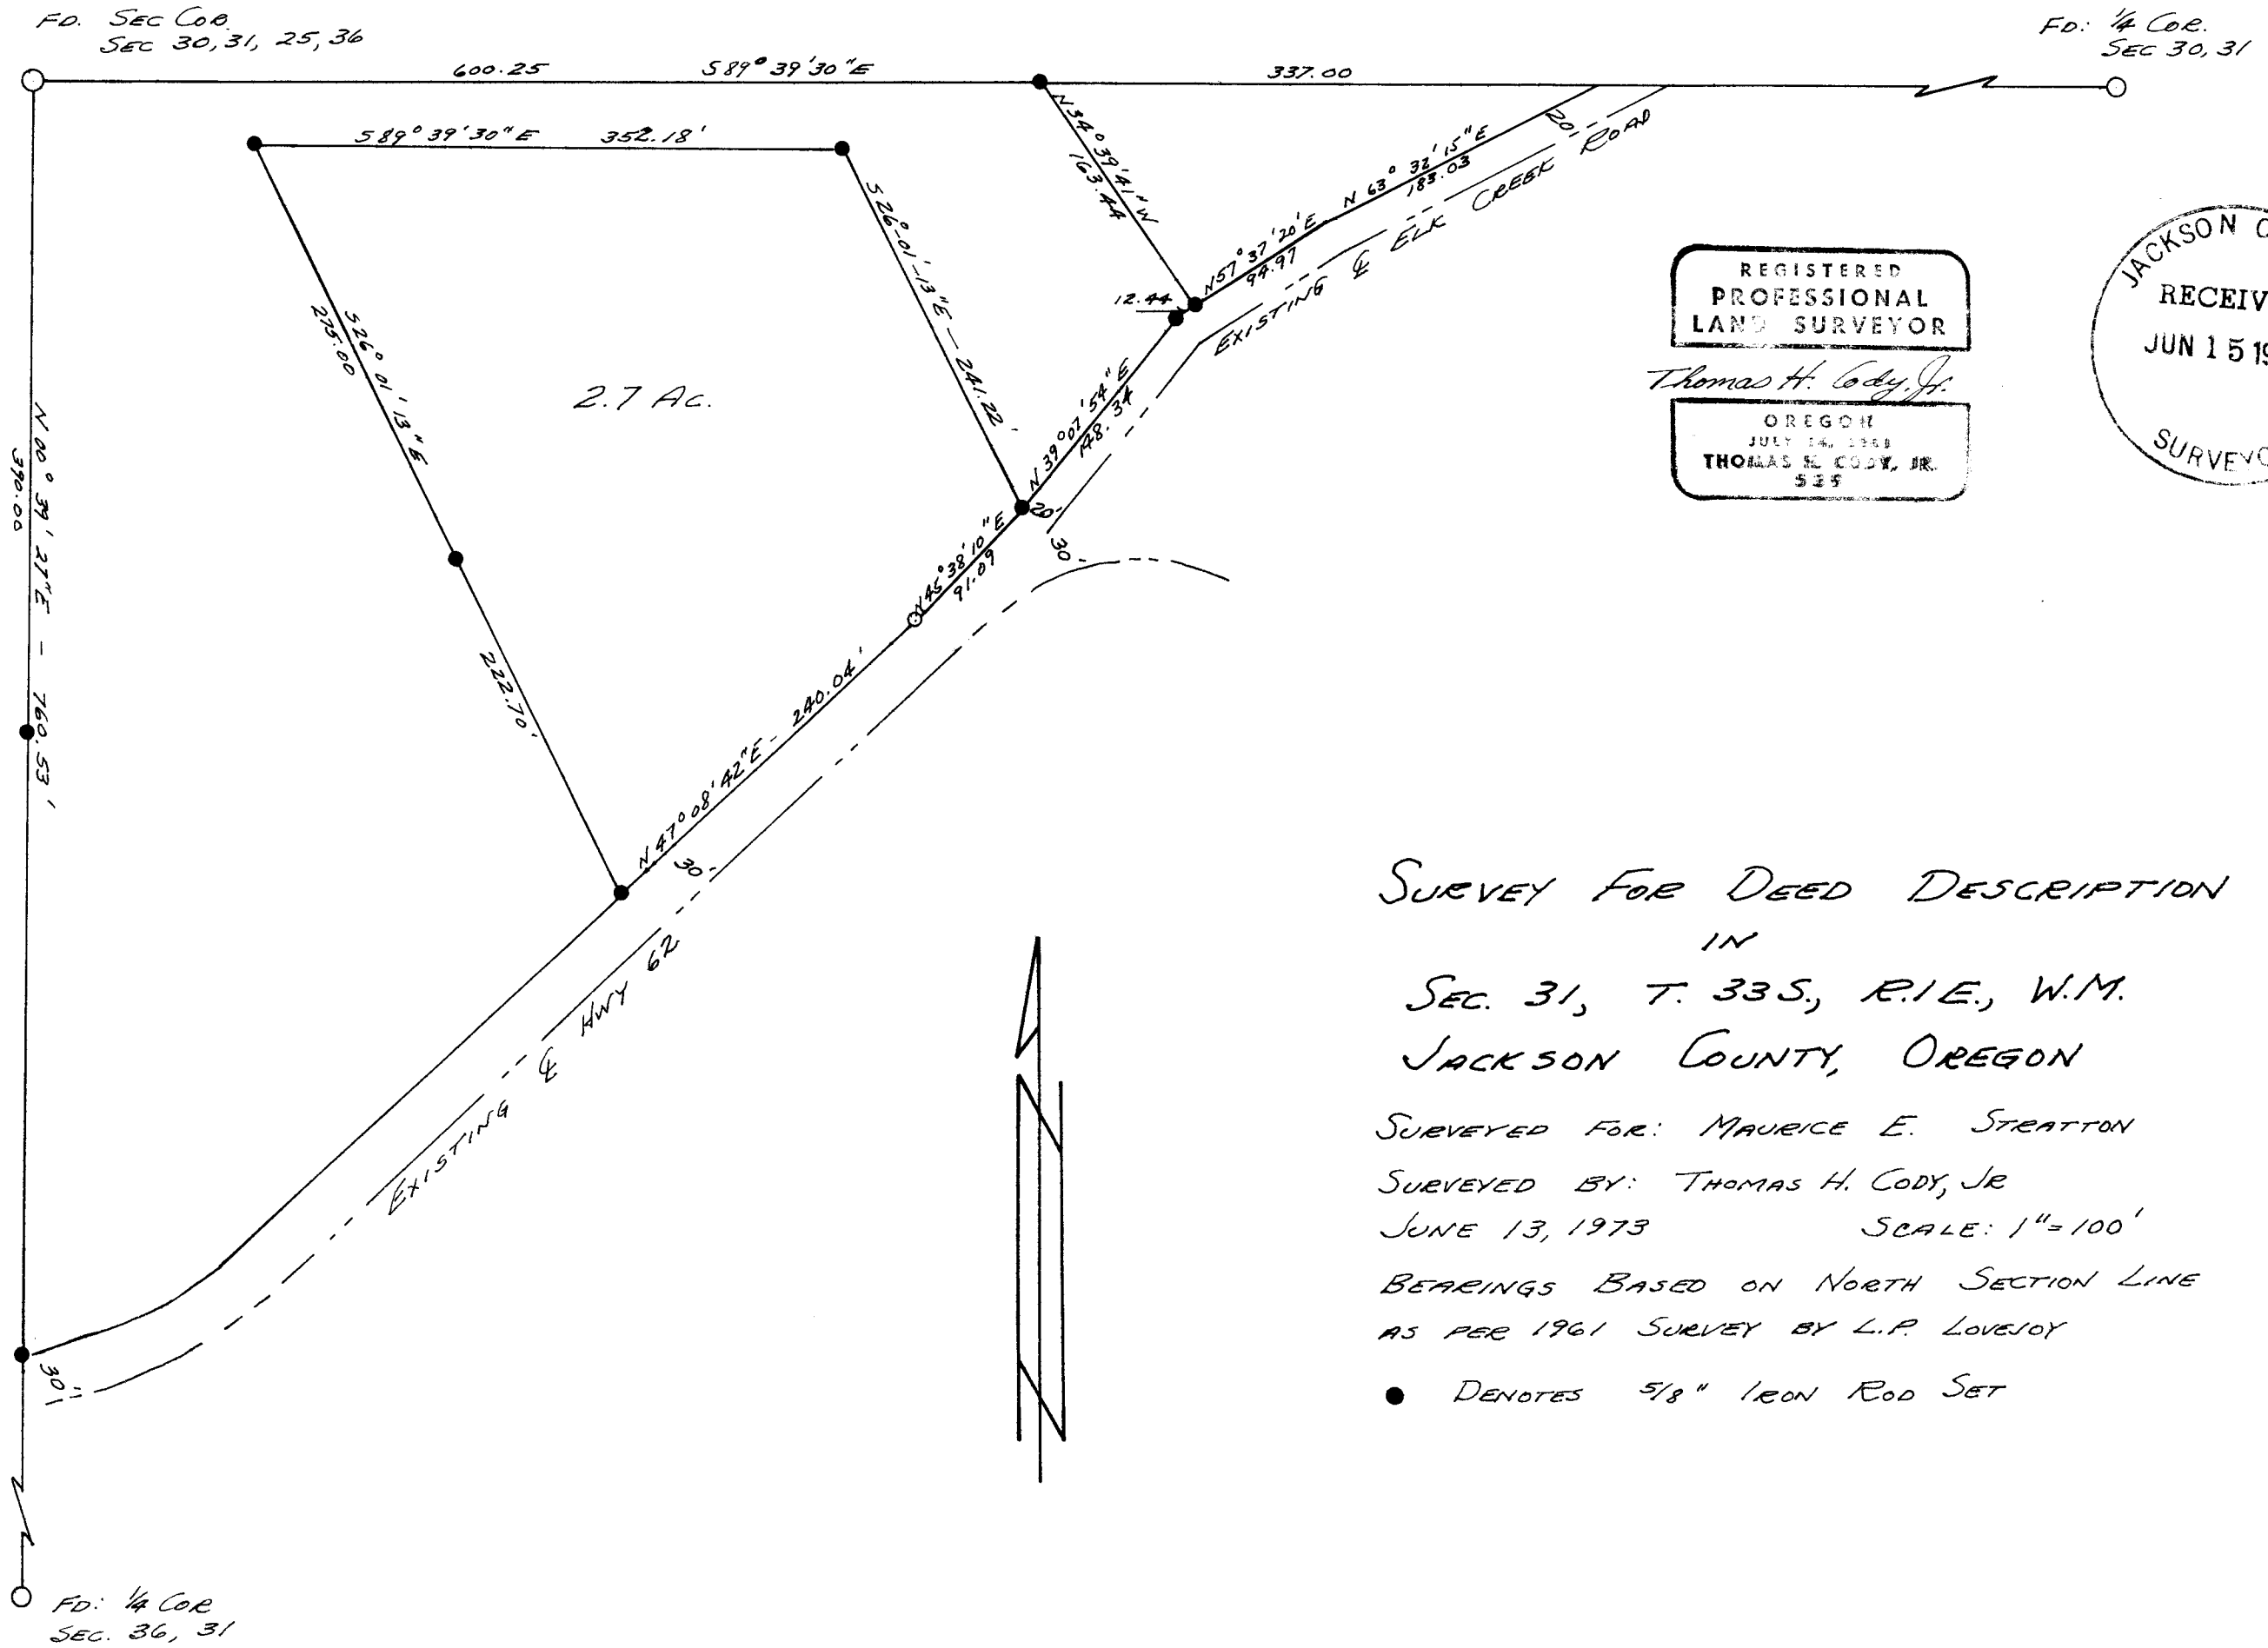 FD. SEC COR.
SEC 30, 31, 25, 36
FD: 1/4 COR.
SEC 30, 31
600.25 S 89° 39' 30" E 337.00
S 89° 39' 30" E 352.18'
N 34° 39' 41" W
163.44
N 63° 32' 15" E
183.03
20'
N 57° 37' 20" E
94.97
EXISTING ℄ ELK CREEK ROAD
12.44
S 26°-01'-13" E - 241.22'
S 26° 01' 13" E
275.00
2.7 AC.
N 39° 07' 54" E
148.34
N 00° 39' 27" E - 760.53'
390.00
20'
30'
N 45° 38' 10" E
91.09
222.70'
N 47° 08' 42" E - 240.04'
30'
EXISTING ℄ HWY 62
30'
FD: 1/4 COR
SEC. 36, 31
REGISTERED
PROFESSIONAL
LAND SURVEYOR
Thomas H. Cody, Jr.
OREGON
JULY
THOMAS H. CODY, JR.
JACKSON
RECEIV
JUN 15 19
SURVEYO
SURVEY FOR DEED DESCRIPTION
IN
SEC. 31, T. 33 S., R. 1 E., W.M.
JACKSON COUNTY, OREGON
SURVEYED FOR: MAURICE E. STRATTON
SURVEYED BY: THOMAS H. CODY, JR
JUNE 13, 1973 SCALE: 1"=100'
BEARINGS BASED ON NORTH SECTION LINE
AS PER 1961 SURVEY BY L.P. LOVEJOY
● DENOTES 5/8" IRON ROD SET